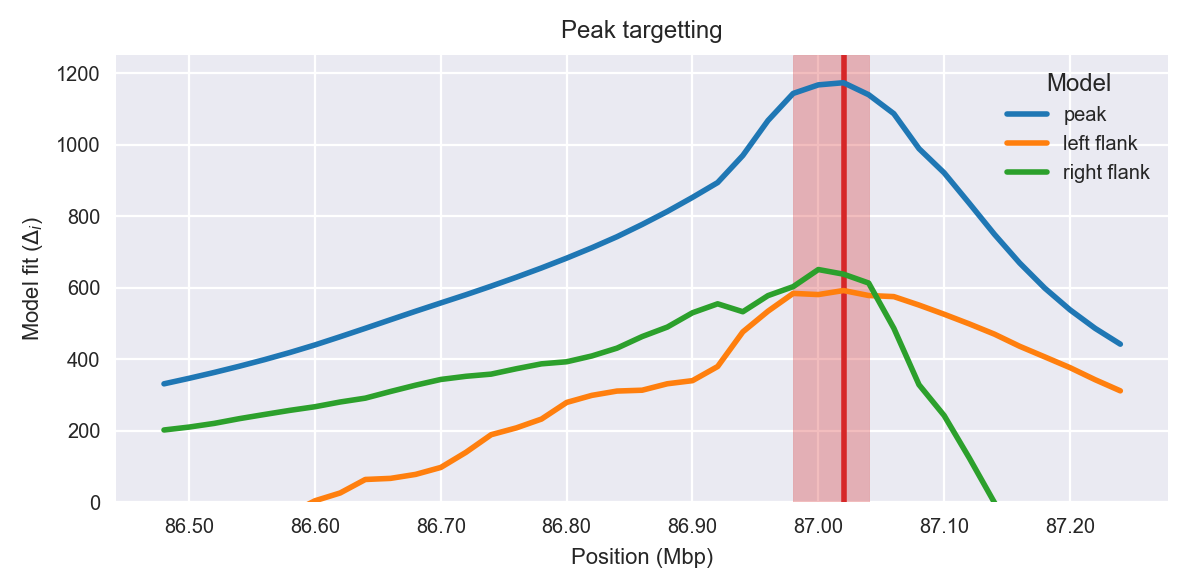 Peak targetting
Model fit (Δi)
1200
1000
800
600
400
200
0
Model
peak
left flank
right flank
86.50 86.60 86.70 86.80 86.90 87.00 87.10 87.20
Position (Mbp)